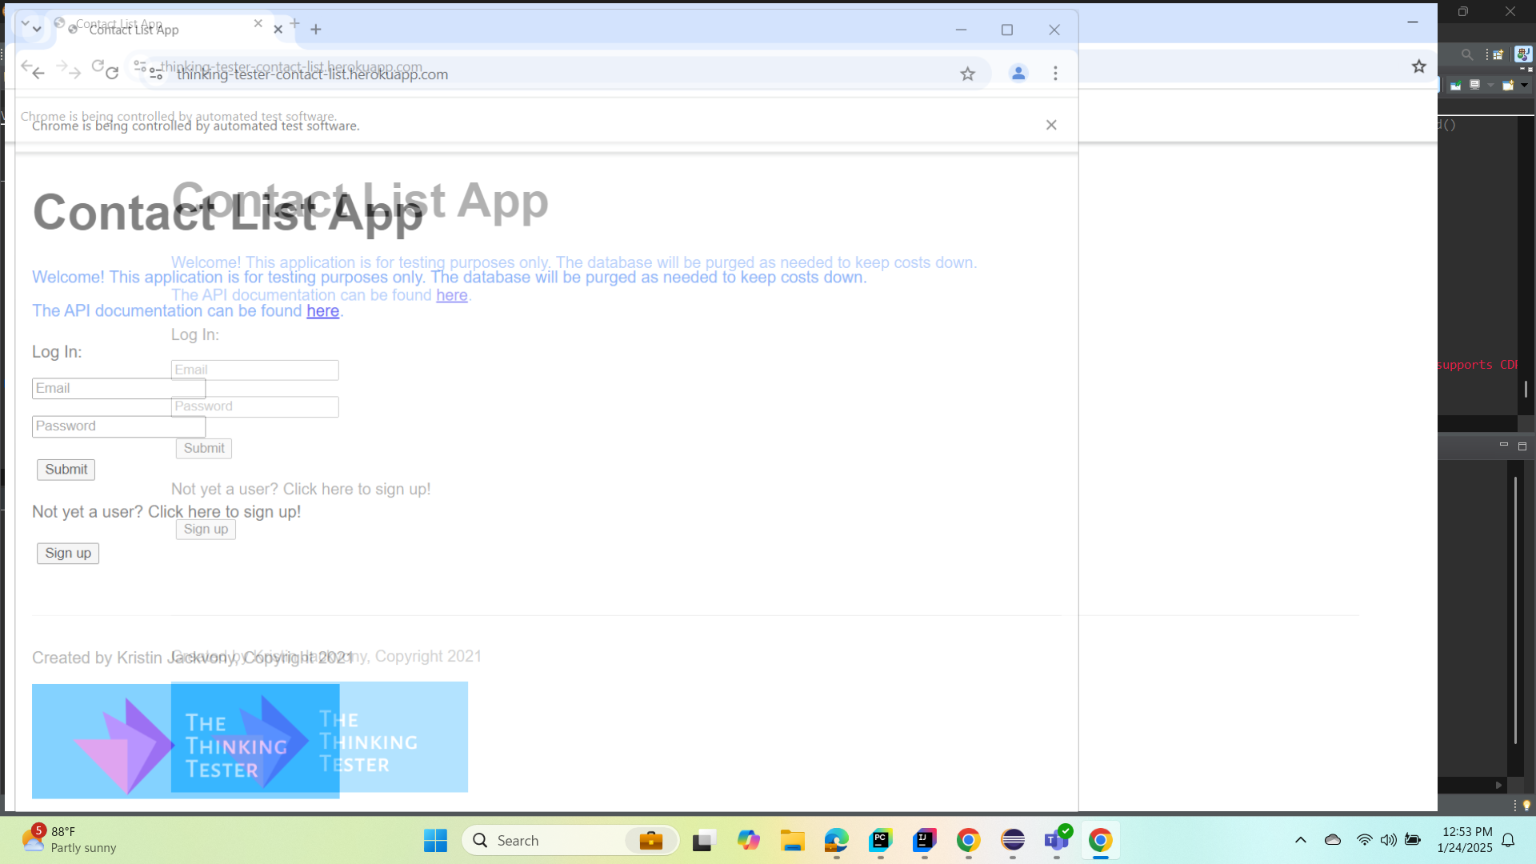 Contact List App
Contact List App
thinking-tester-contact-list.herokuapp.com
thinking-tester-contact-list.herokuapp.com
Chrome is being controlled by automated test software.
Chrome is being controlled by automated test software.
d()
Contact List App
Contact List App
Welcome! This application is for testing purposes only. The database will be purged as needed to keep costs down.
Welcome! This application is for testing purposes only. The database will be purged as needed to keep costs down.
The API documentation can be found here.
The API documentation can be found here.
Log In:
Log In:
supports CD
Email
Email
Password
Password
Submit
Submit
Not yet a user? Click here to sign up!
Not yet a user? Click here to sign up!
Sign up
Sign up
Created by Kristin Jackvony, Copyright 2021
Created by Kristin Jackvony, Copyright 2021
THE
THINKING
TESTER
THE
THINKING
TESTER
5
88°F
Partly sunny
Search
PC
IJ
12:53 PM
1/24/2025